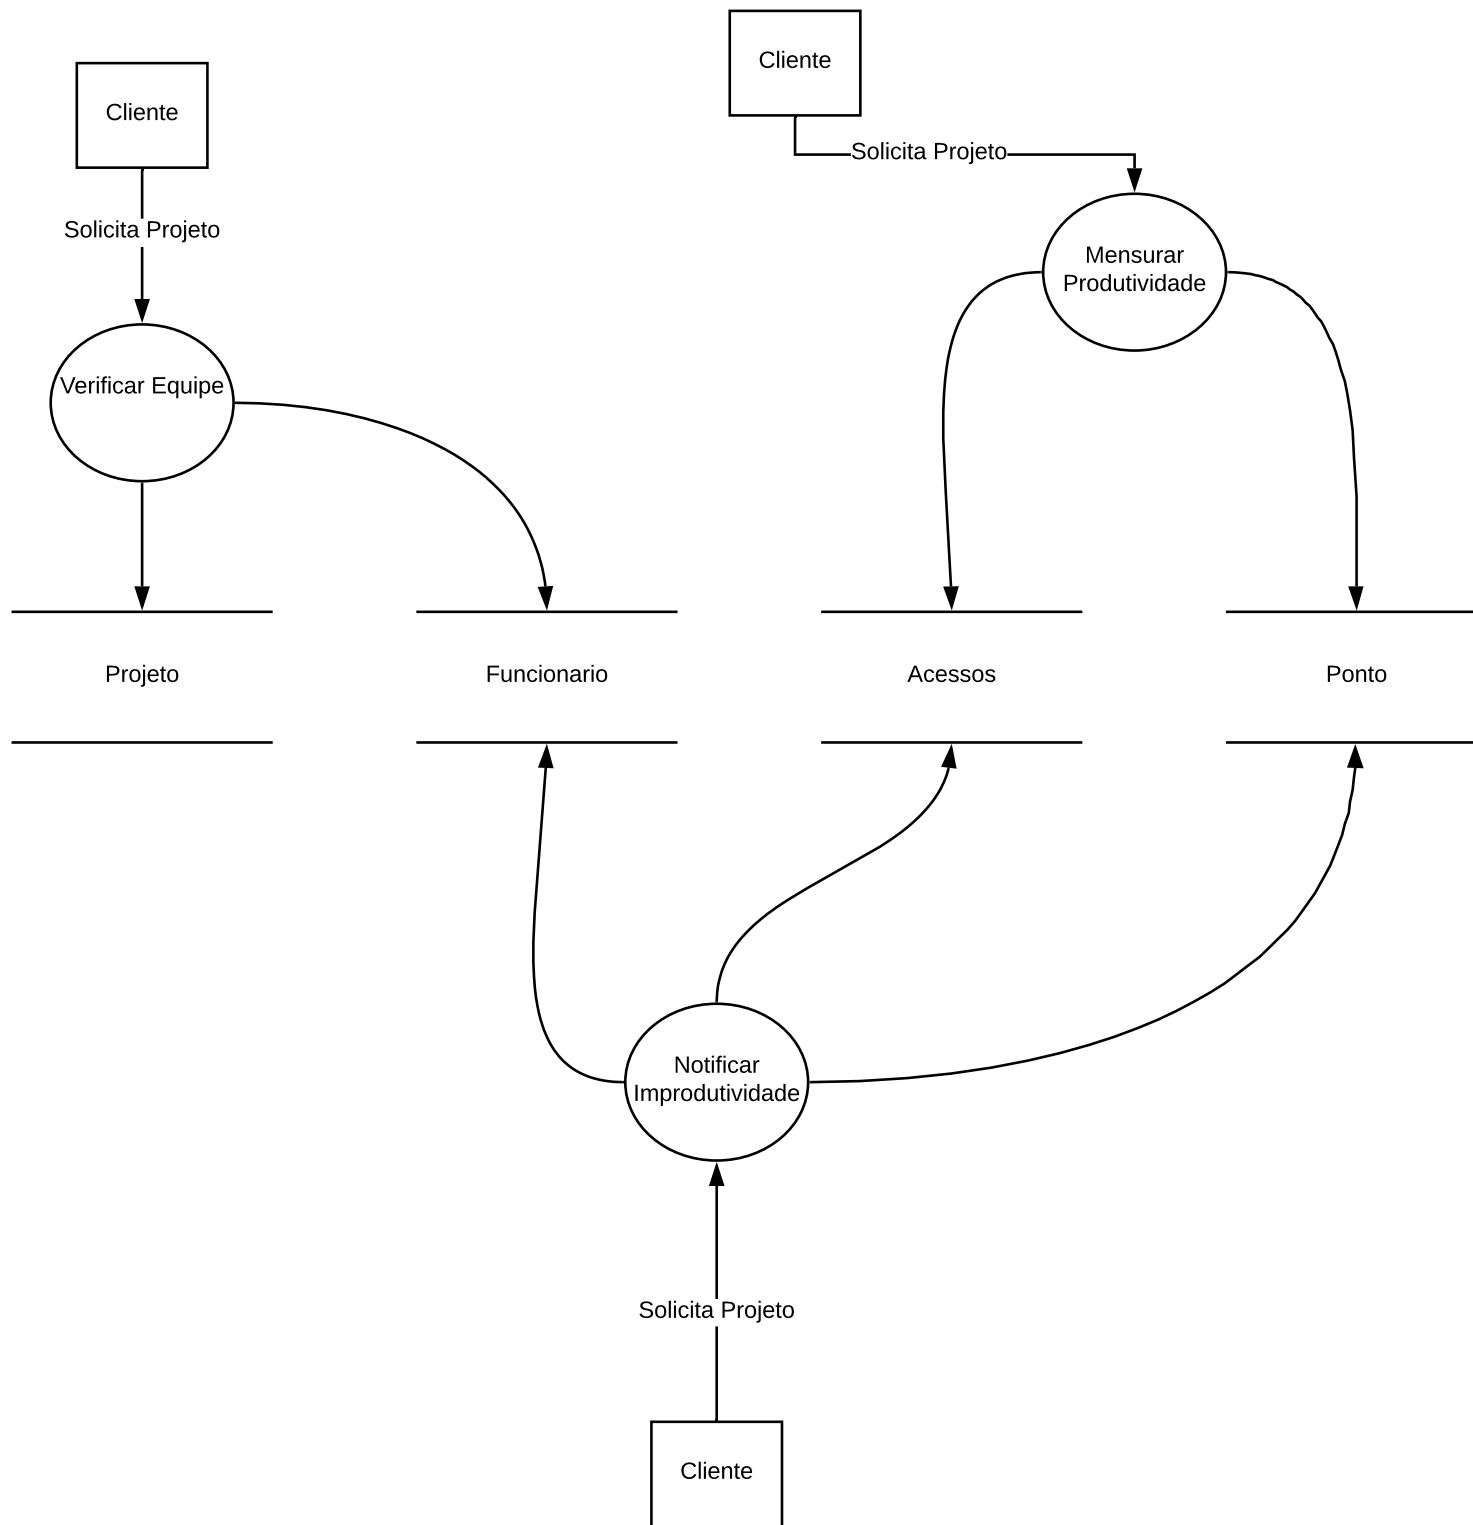 Cliente
Cliente
Solicita Projeto
Solicita Projeto
Mensurar
Produtividade
Verificar Equipe
Projeto
Funcionario
Acessos
Ponto
Notificar
Improdutividade
Solicita Projeto
Cliente